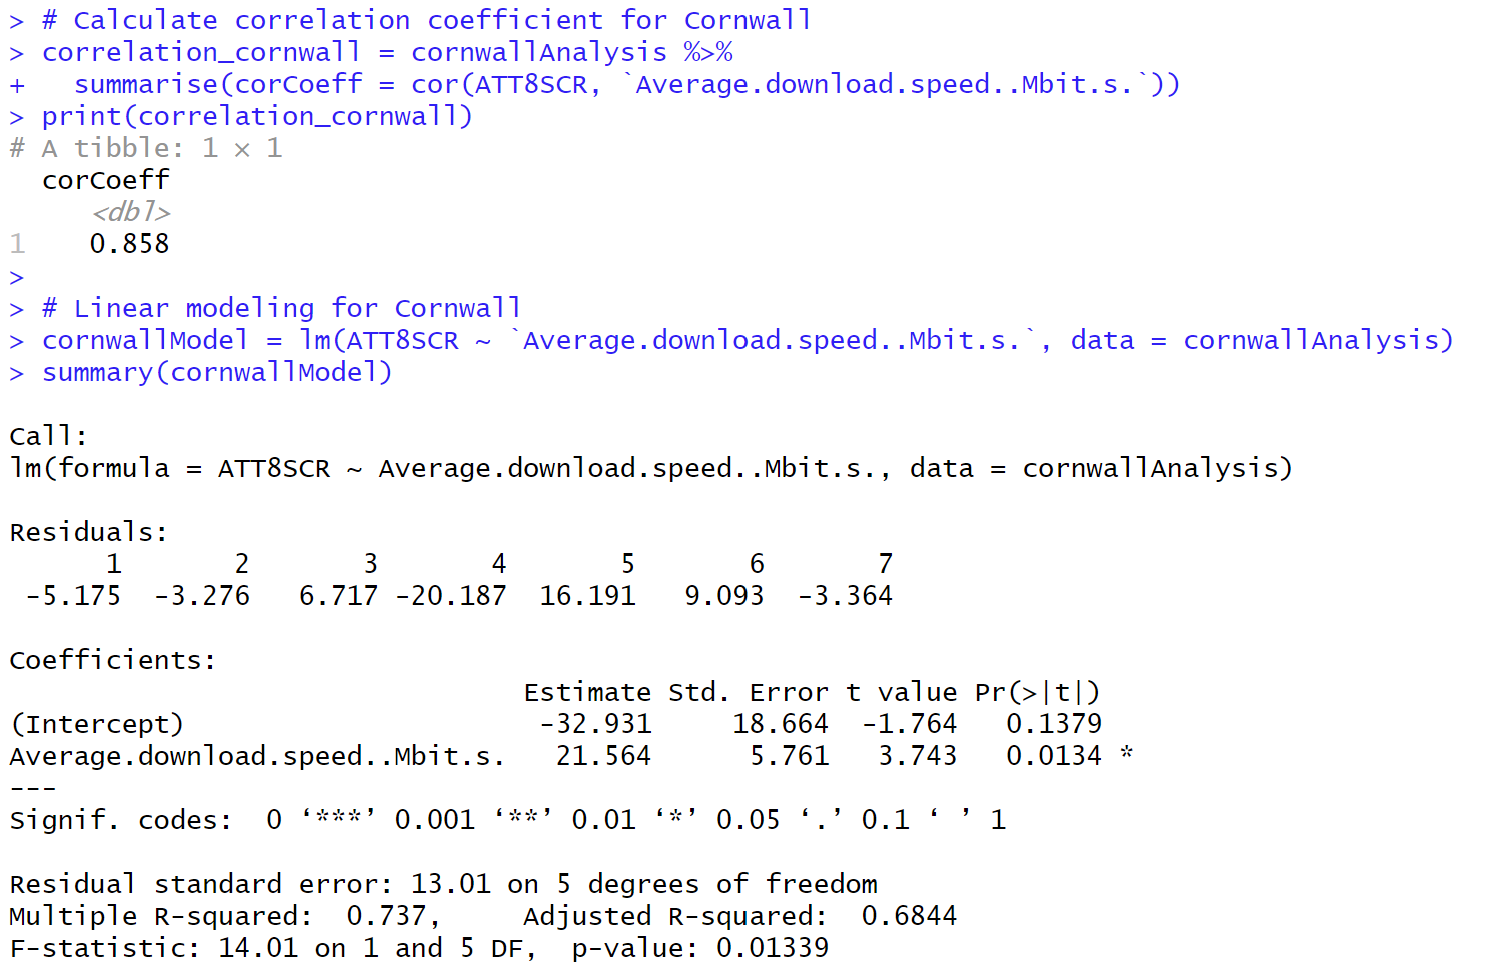 > # Calculate correlation coefficient for Cornwall
> correlation_cornwall = cornwallAnalysis %>%
+   summarise(corCoeff = cor(ATT8SCR, `Average.download.speed..Mbit.s.`))
> print(correlation_cornwall)
# A tibble: 1 × 1
  corCoeff
     <dbl>
1    0.858
>
> # Linear modeling for Cornwall
> cornwallModel = lm(ATT8SCR ~ `Average.download.speed..Mbit.s.`, data = cornwallAnalysis)
> summary(cornwallModel)

Call:
lm(formula = ATT8SCR ~ Average.download.speed..Mbit.s., data = cornwallAnalysis)

Residuals:
      1       2       3       4       5       6       7
 -5.175  -3.276   6.717 -20.187  16.191   9.093  -3.364

Coefficients:
                                Estimate Std. Error t value Pr(>|t|)
(Intercept)                      -32.931     18.664  -1.764   0.1379
Average.download.speed..Mbit.s.   21.564      5.761   3.743   0.0134 *
---
Signif. codes:  0 ‘***’ 0.001 ‘**’ 0.01 ‘*’ 0.05 ‘.’ 0.1 ‘ ’ 1

Residual standard error: 13.01 on 5 degrees of freedom
Multiple R-squared:  0.737,     Adjusted R-squared:  0.6844
F-statistic: 14.01 on 1 and 5 DF,  p-value: 0.01339